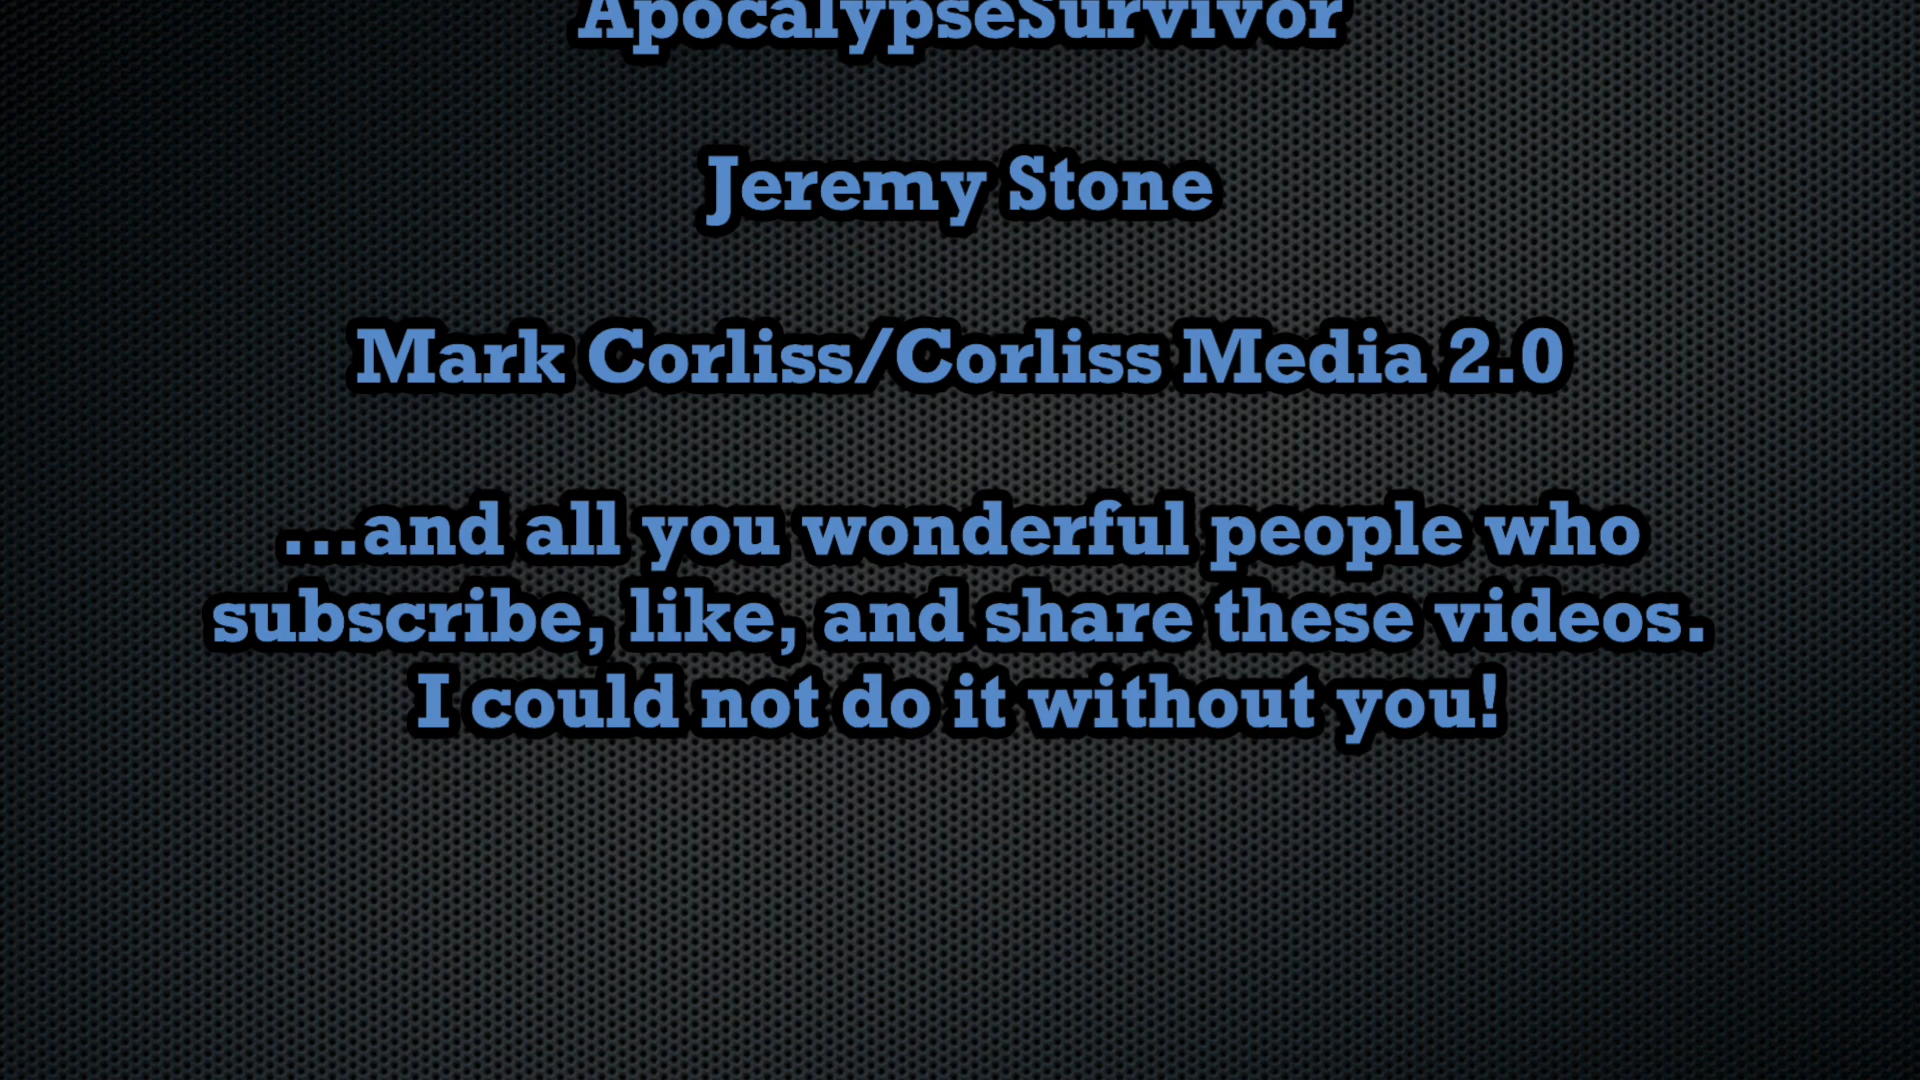 ApocalypseSurvivor
Jeremy Stone
Mark Corliss/Corliss Media 2.0
...and all you wonderful people who
subscribe, like, and share these videos.
I could not do it without you!